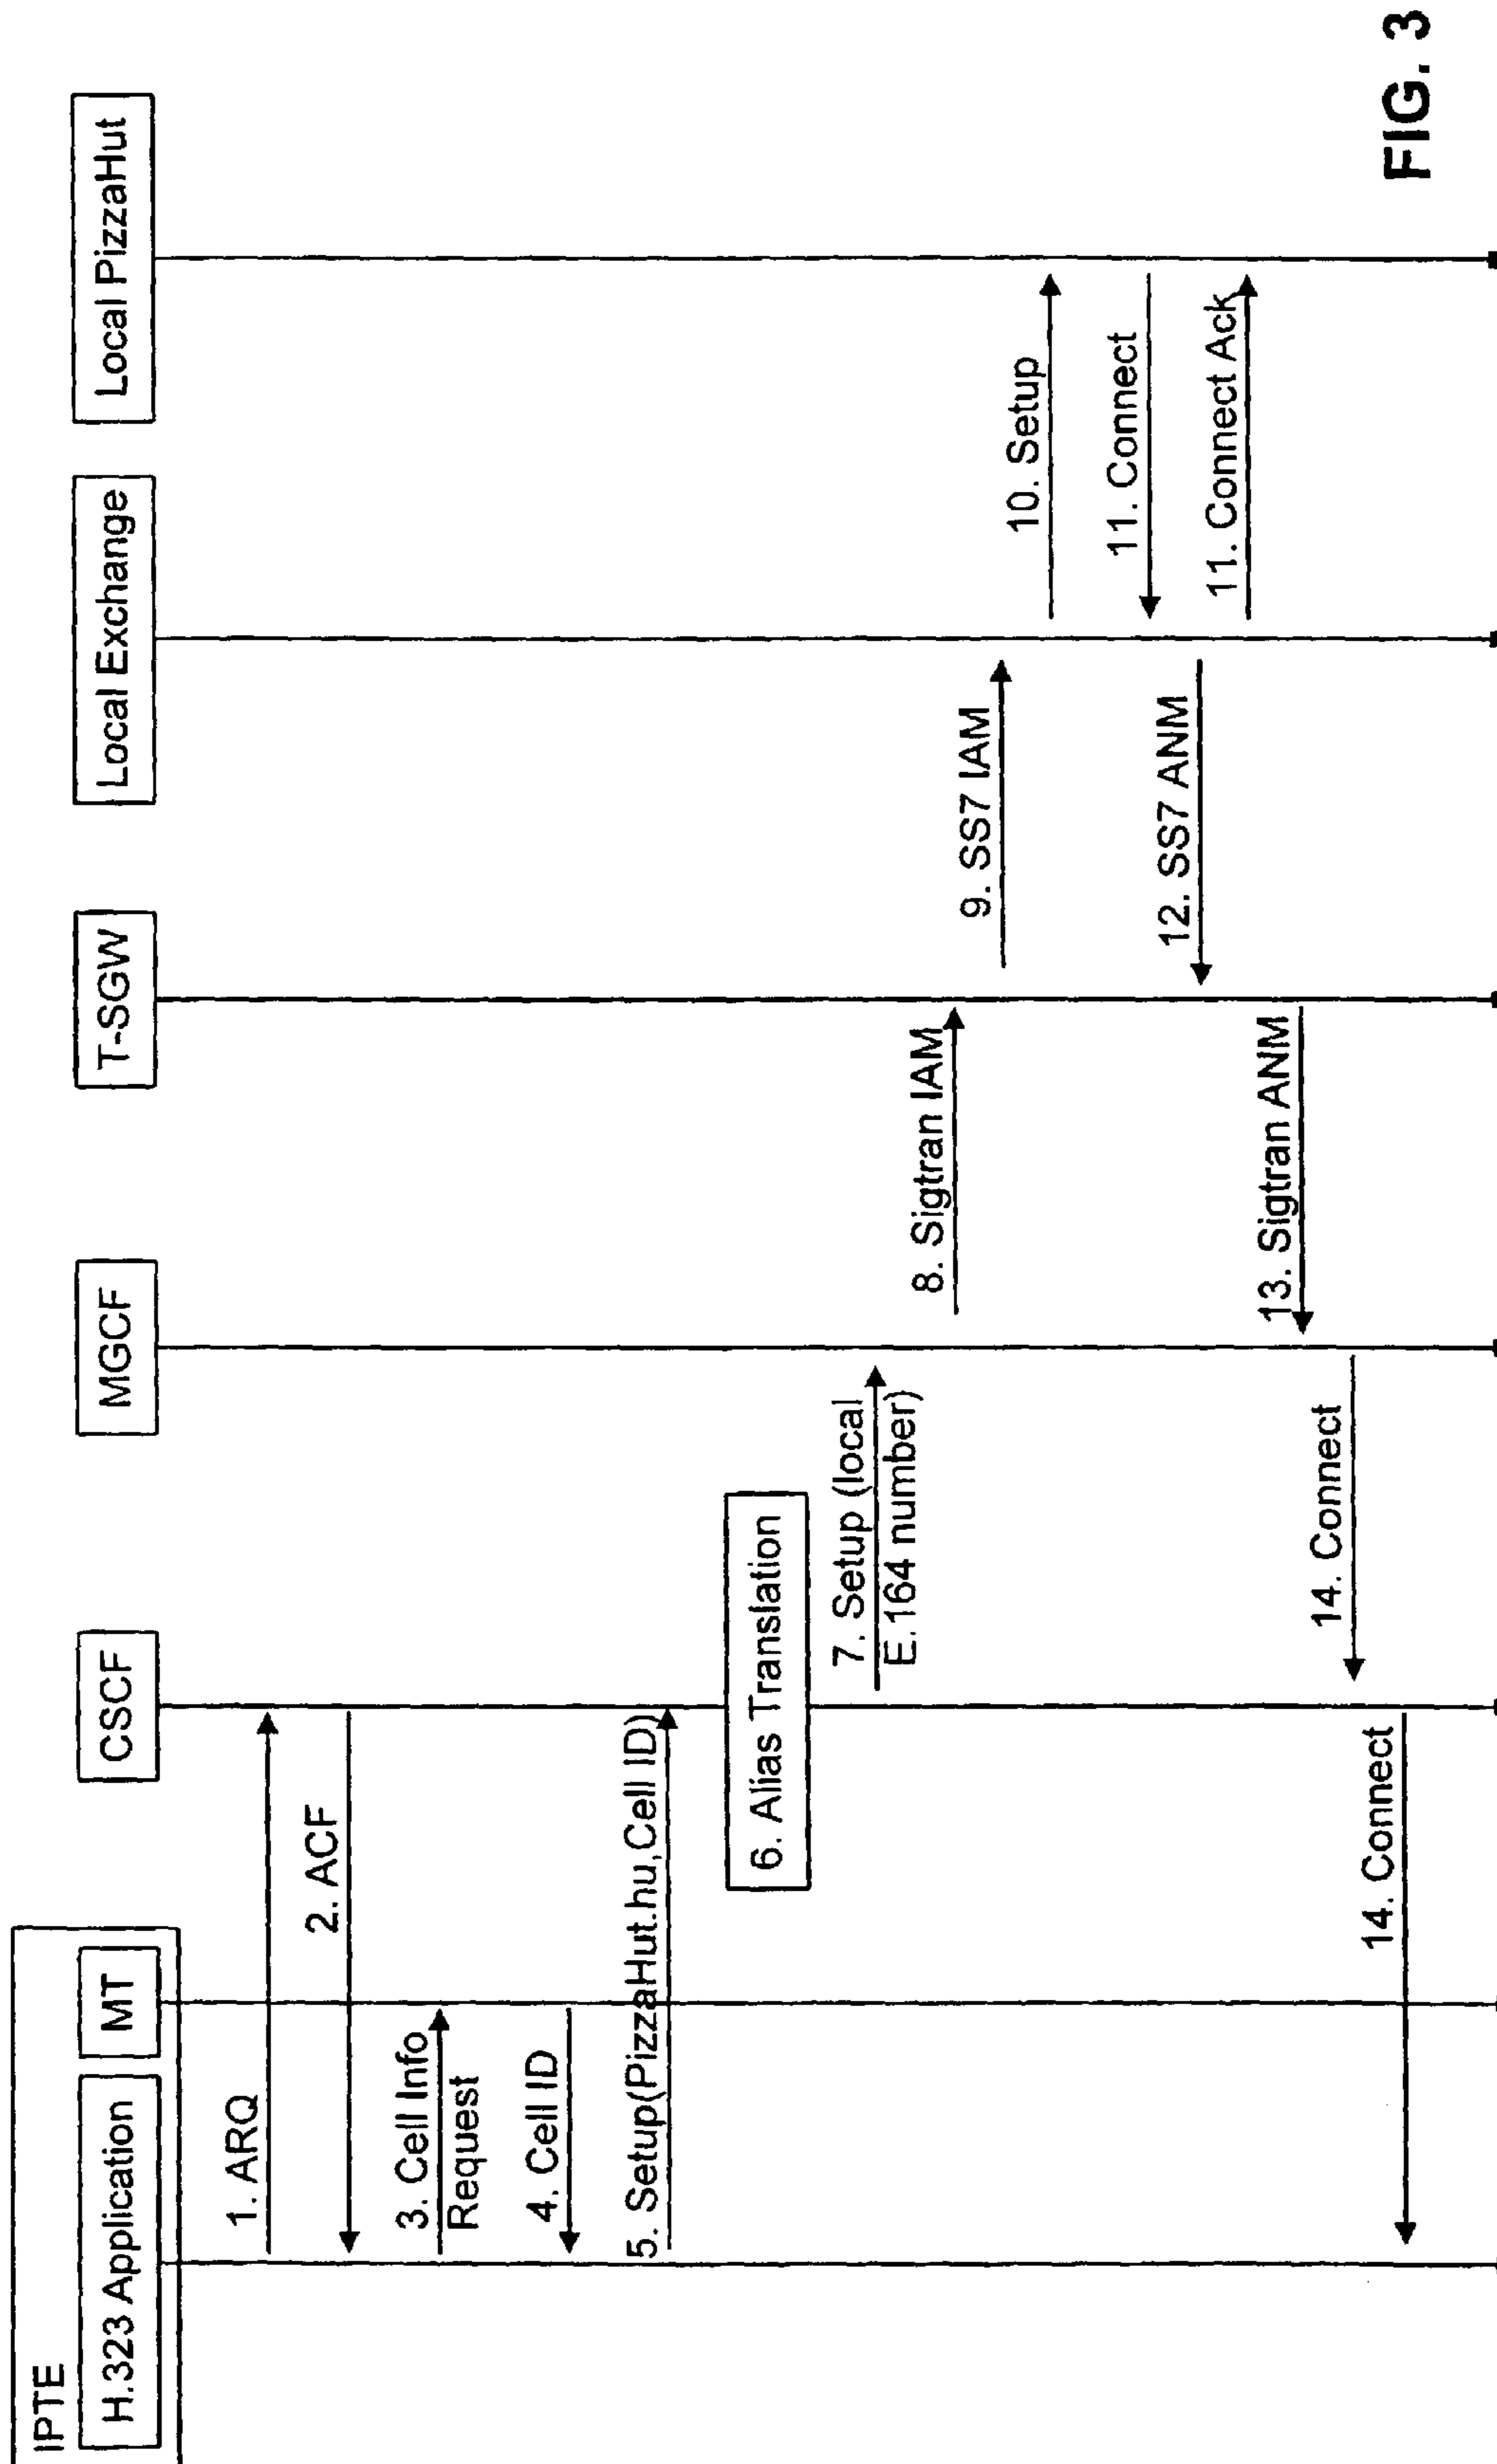 IPTE
H.323 Application
MT
CSCF
MGCF
T-SGW
Local Exchange
Local PizzaHut
1. ARQ
2. ACF
3. Cell Info
Request
4. Cell ID
5. Setup(PizzaHut.hu,Cell ID)
6. Alias Translation
7. Setup (local
E.164 number)
8. Sigtran IAM
9. SS7 IAM
10. Setup
11. Connect
12. SS7 ANM
11. Connect Ack
13. Sigtran ANM
14. Connect
14. Connect
FIG. 3